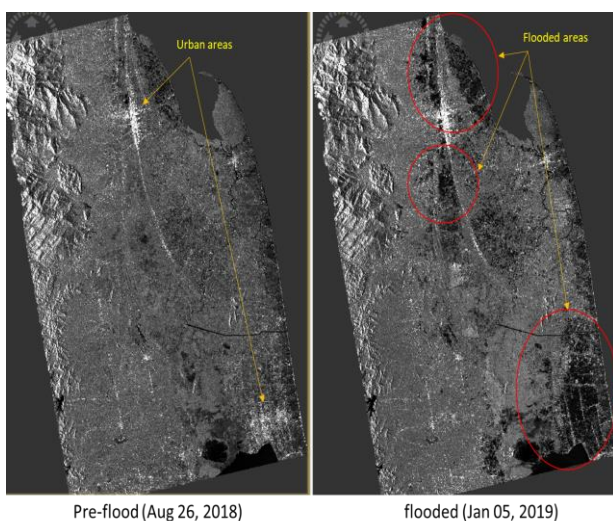 Urban areas
Flooded areas
Pre-flood (Aug 26, 2018)
flooded (Jan 05, 2019)